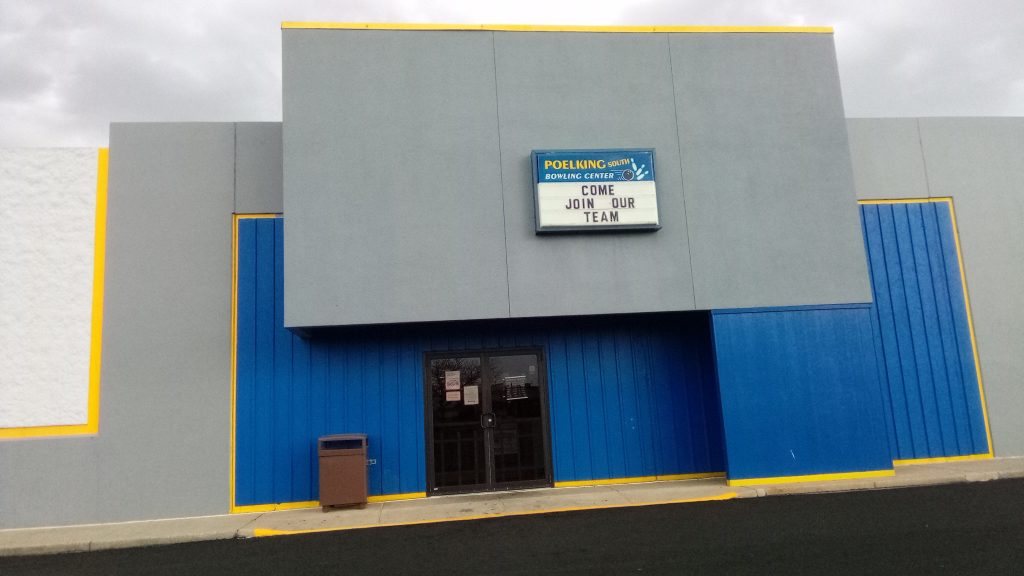 POELKING SOUTH
BOWLING CENTER
COME
JOIN OUR
TEAM